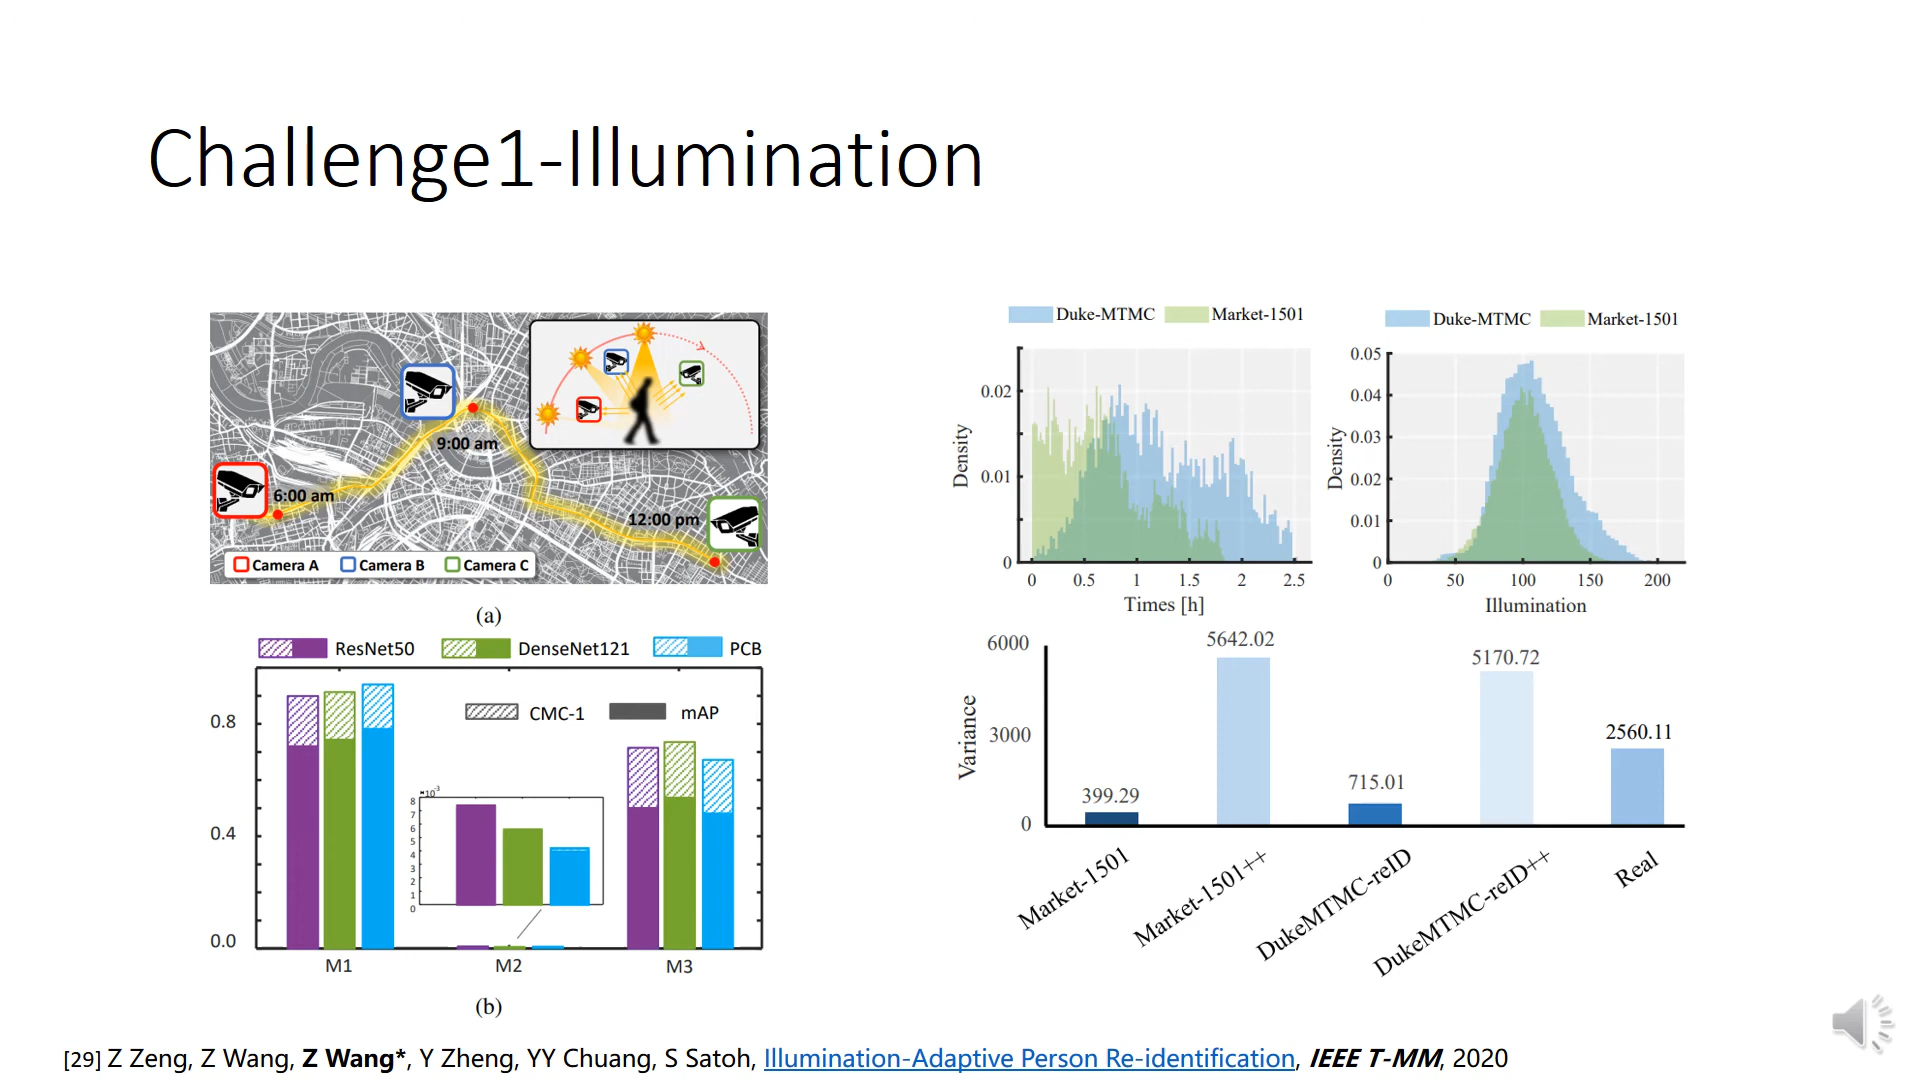 Challenge1-Illumination
9:00 am
6:00 am
12:00 pm
Camera A Camera B Camera C
(a)
ResNet50 DenseNet121 PCB
CMC-1 mAP
0.8
0.4
0.0
×10-3
8
7
6
5
4
3
2
1
0
M1 M2 M3
(b)
Duke-MTMC Market-1501
Density
0.02
0.01
0
0 0.5 1 1.5 2 2.5
Times [h]
Duke-MTMC Market-1501
Density
0.05
0.04
0.03
0.02
0.01
0
0 50 100 150 200
Illumination
Variance
6000
3000
0
399.29
5642.02
715.01
5170.72
2560.11
Market-1501
Market-1501++
DukeMTMC-reID
DukeMTMC-reID++
Real
[29] Z Zeng, Z Wang, Z Wang*, Y Zheng, YY Chuang, S Satoh, Illumination-Adaptive Person Re-identification, IEEE T-MM, 2020